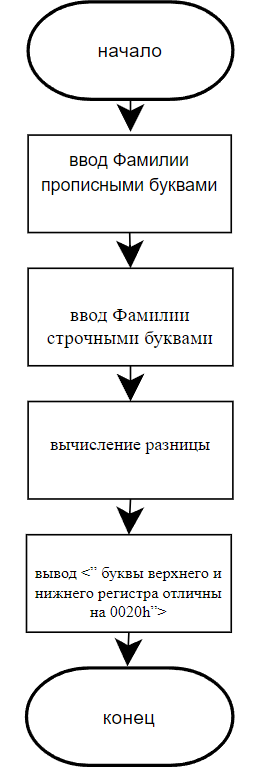 начало
ввод Фамилии
прописными буквами
ввод Фамилии
строчными буквами
вычисление разницы
вывод <” буквы верхнего и
нижнего регистра отличны
на 0020h”>
конец